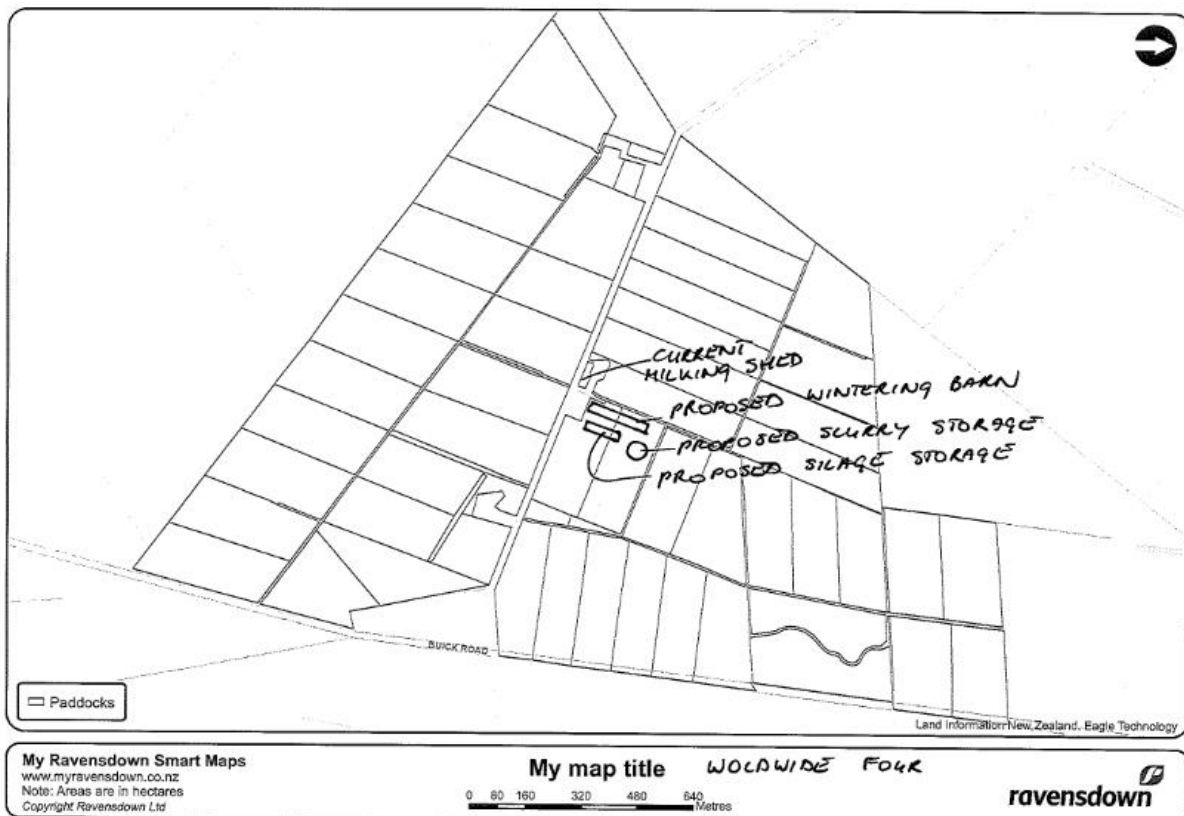 CURRENT
MILKING SHED
PROPOSED WINTERING BARN
PROPOSED SLURRY STORAGE
PROPOSED SILAGE STORAGE
BUICK ROAD
Paddocks
Land Information New Zealand, Eagle Technology
My Ravensdown Smart Maps
www.myravensdown.co.nz
Note: Areas are in hectares
Copyright Ravensdown Ltd
My map title WOLDWIDE FOUR
0 80 160 320 480 640
Metres
ravensdown